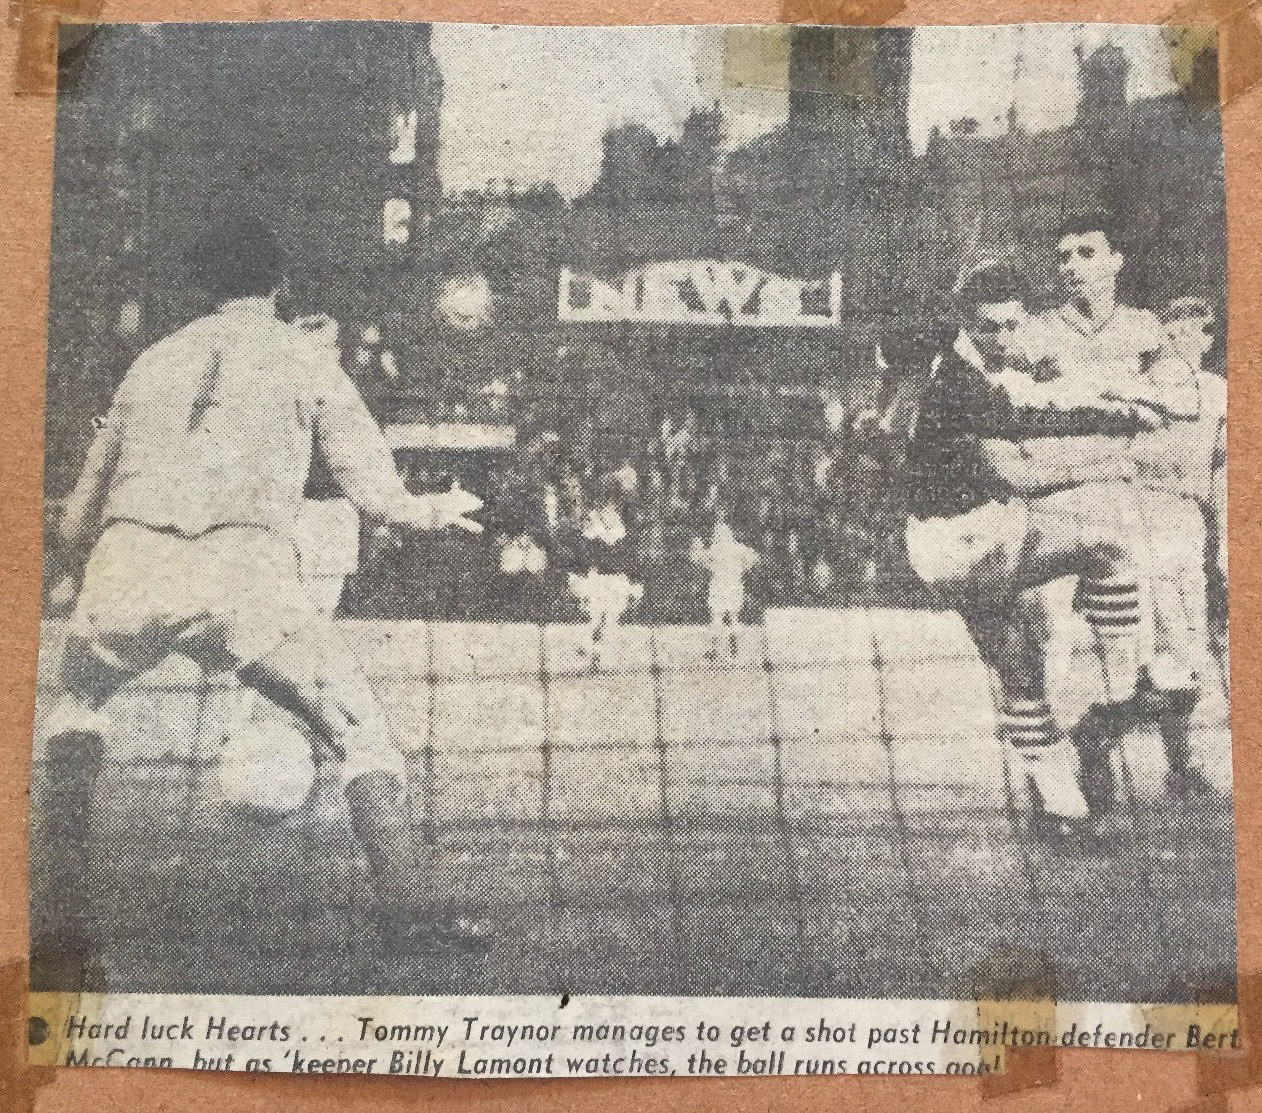 NEWS
Hard luck Hearts . . . Tommy Traynor manages to get a shot past Hamilton defender Bert
McCann, but as 'keeper Billy Lamont watches, the ball runs across goal